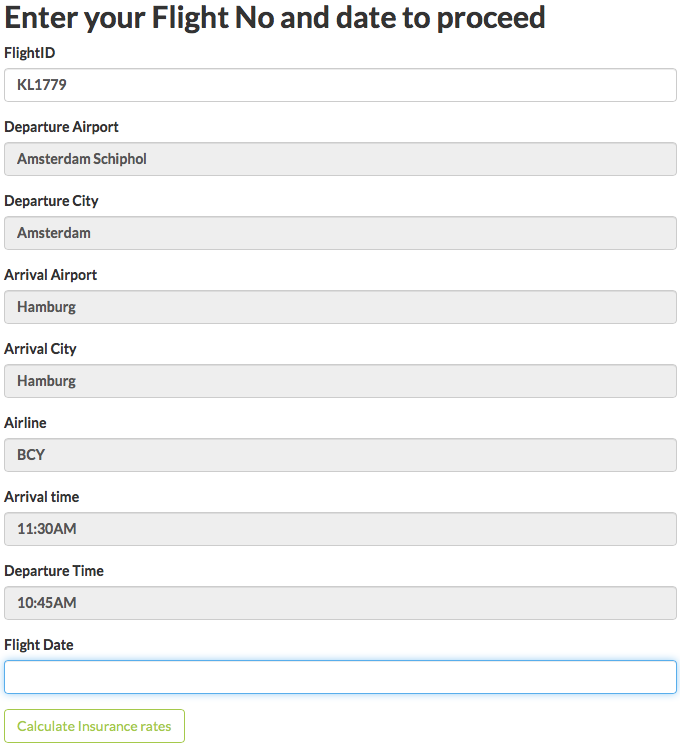 Enter your Flight No and date to proceed
FlightID
KL1779
Departure Airport
Amsterdam Schiphol
Departure City
Amsterdam
Arrival Airport
Hamburg
Arrival City
Hamburg
Airline
BCY
Arrival time
11:30AM
Departure Time
10:45AM
Flight Date
Calculate Insurance rates